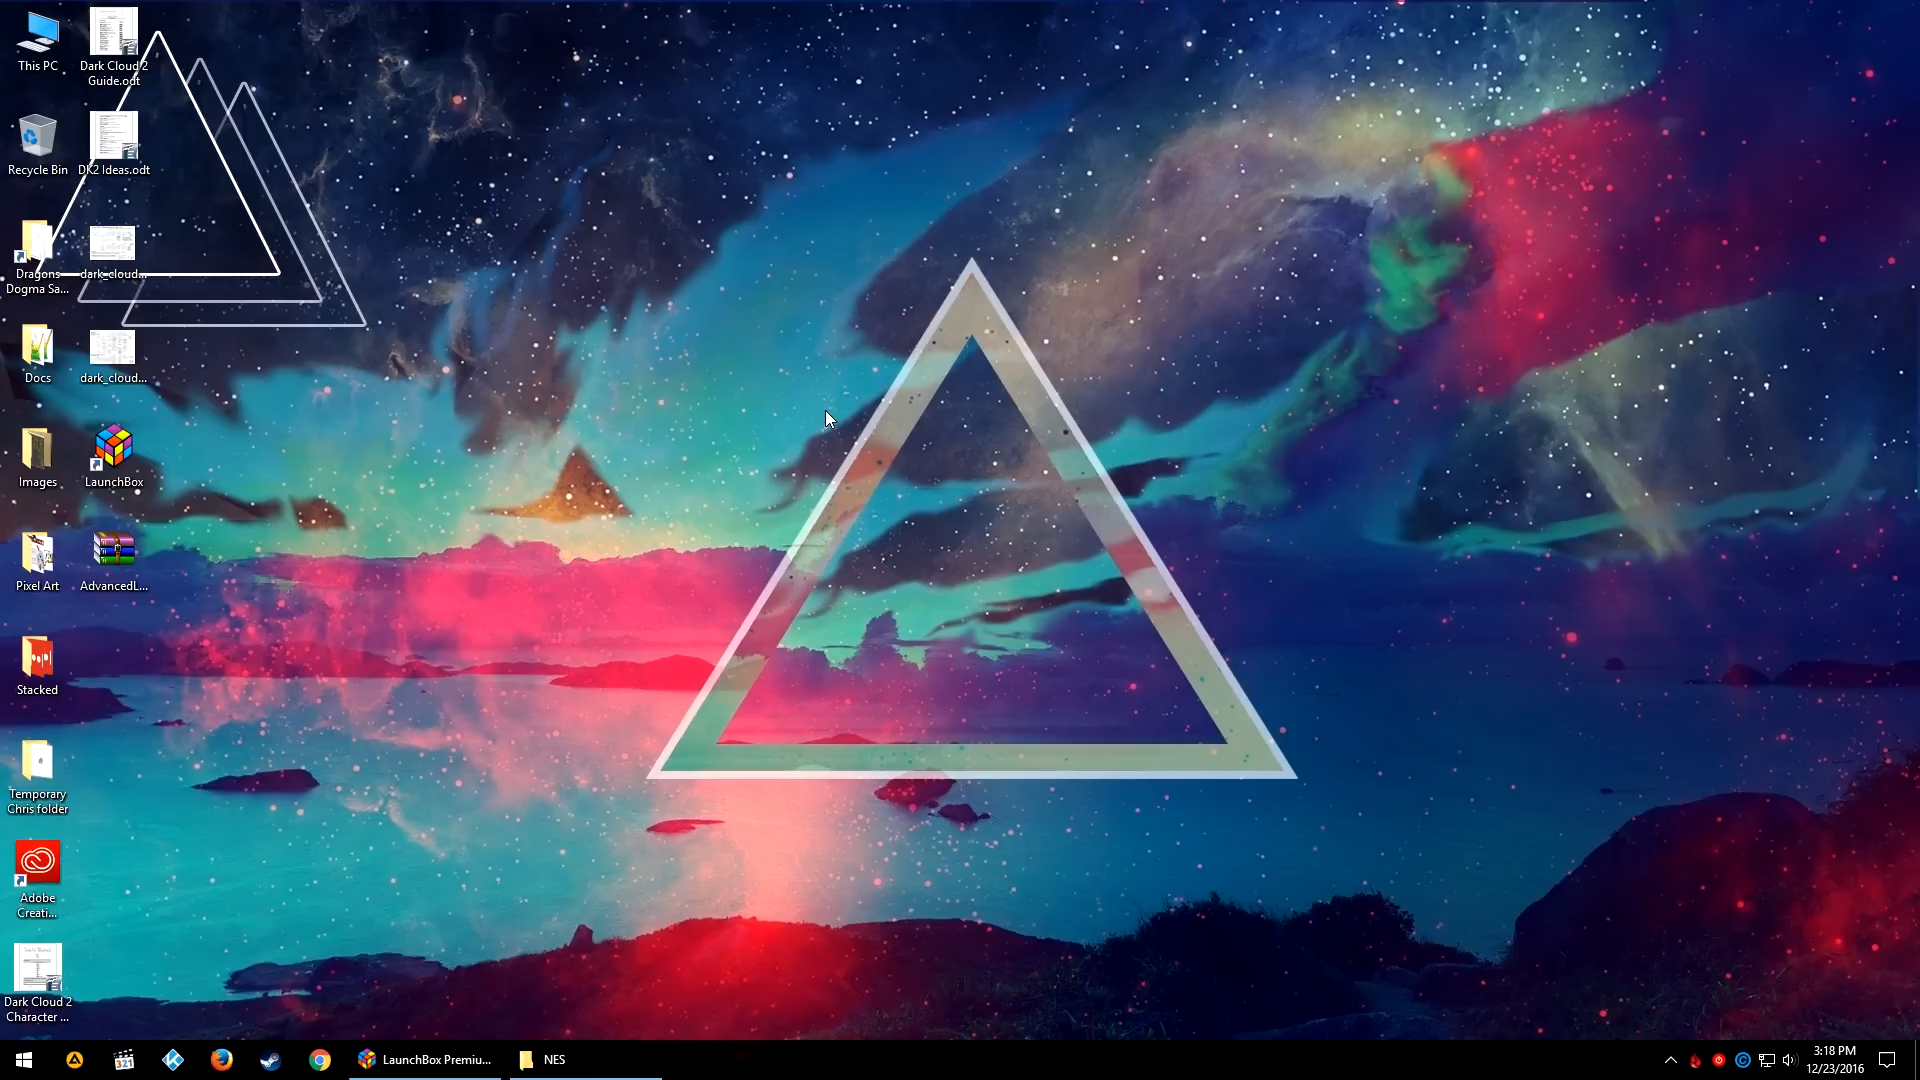 This PC
Dark Cloud 2
Guide.odt
Recycle Bin
DK2 Ideas.odt
Dragons
Dogma Sa...
dark_cloud...
Docs
dark_cloud...
Images
LaunchBox
Pixel Art
AdvancedL...
Stacked
Temporary
Chris folder
Adobe
Creati...
Dark Cloud 2
Character ...
321
LaunchBox Premiu...
NES
3:18 PM
12/23/2016